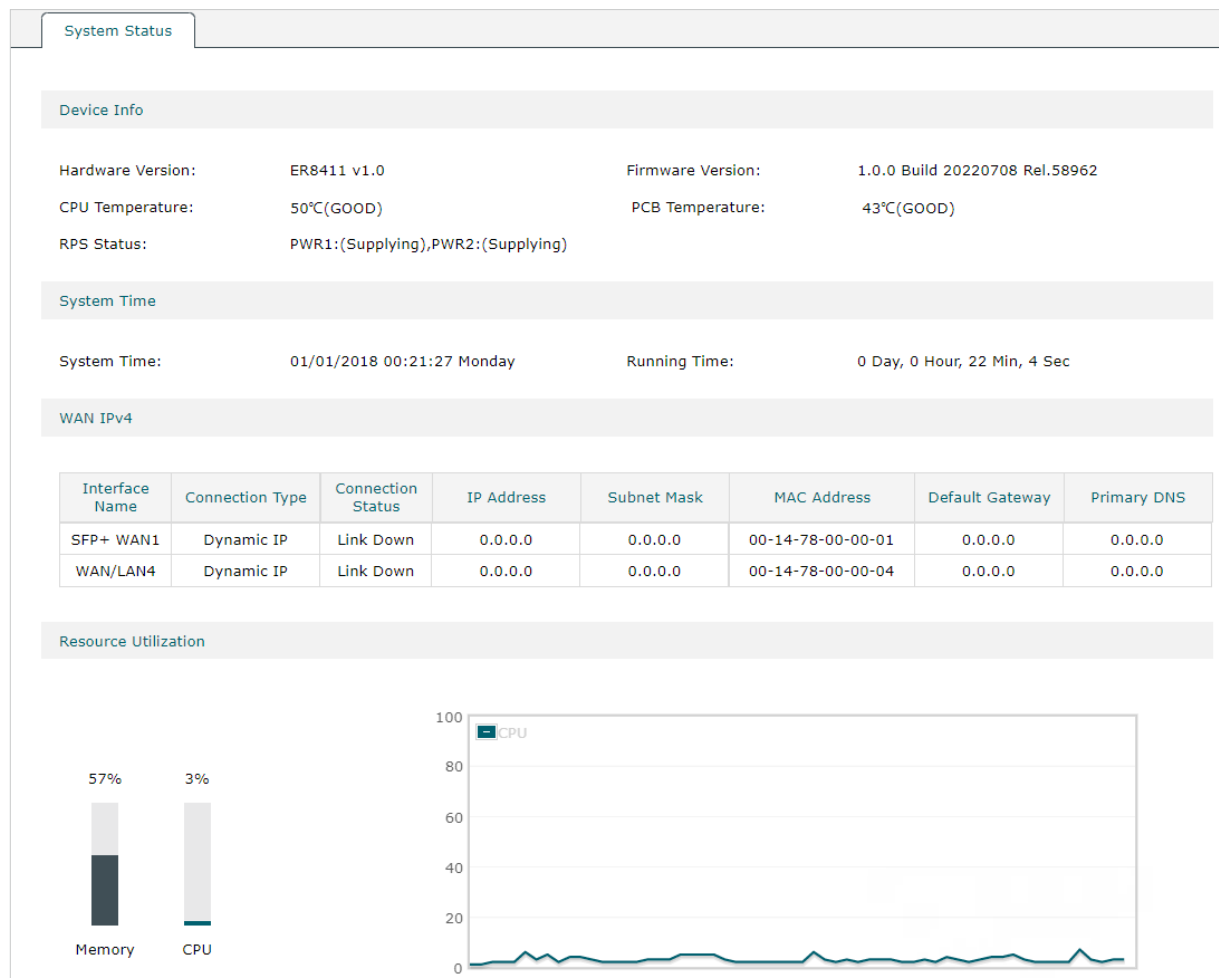 System Status
Device Info
Hardware Version: ER8411 v1.0 Firmware Version: 1.0.0 Build 20220708 Rel.58962
CPU Temperature: 50℃(GOOD) PCB Temperature: 43℃(GOOD)
RPS Status: PWR1:(Supplying),PWR2:(Supplying)
System Time
System Time: 01/01/2018 00:21:27 Monday Running Time: 0 Day, 0 Hour, 22 Min, 4 Sec
WAN IPv4
Interface Name Connection Type Connection Status IP Address Subnet Mask MAC Address Default Gateway Primary DNS
SFP+ WAN1 Dynamic IP Link Down 0.0.0.0 0.0.0.0 00-14-78-00-00-01 0.0.0.0 0.0.0.0
WAN/LAN4 Dynamic IP Link Down 0.0.0.0 0.0.0.0 00-14-78-00-00-04 0.0.0.0 0.0.0.0
Resource Utilization
57% 3%
Memory CPU
100
CPU
80
60
40
20
0